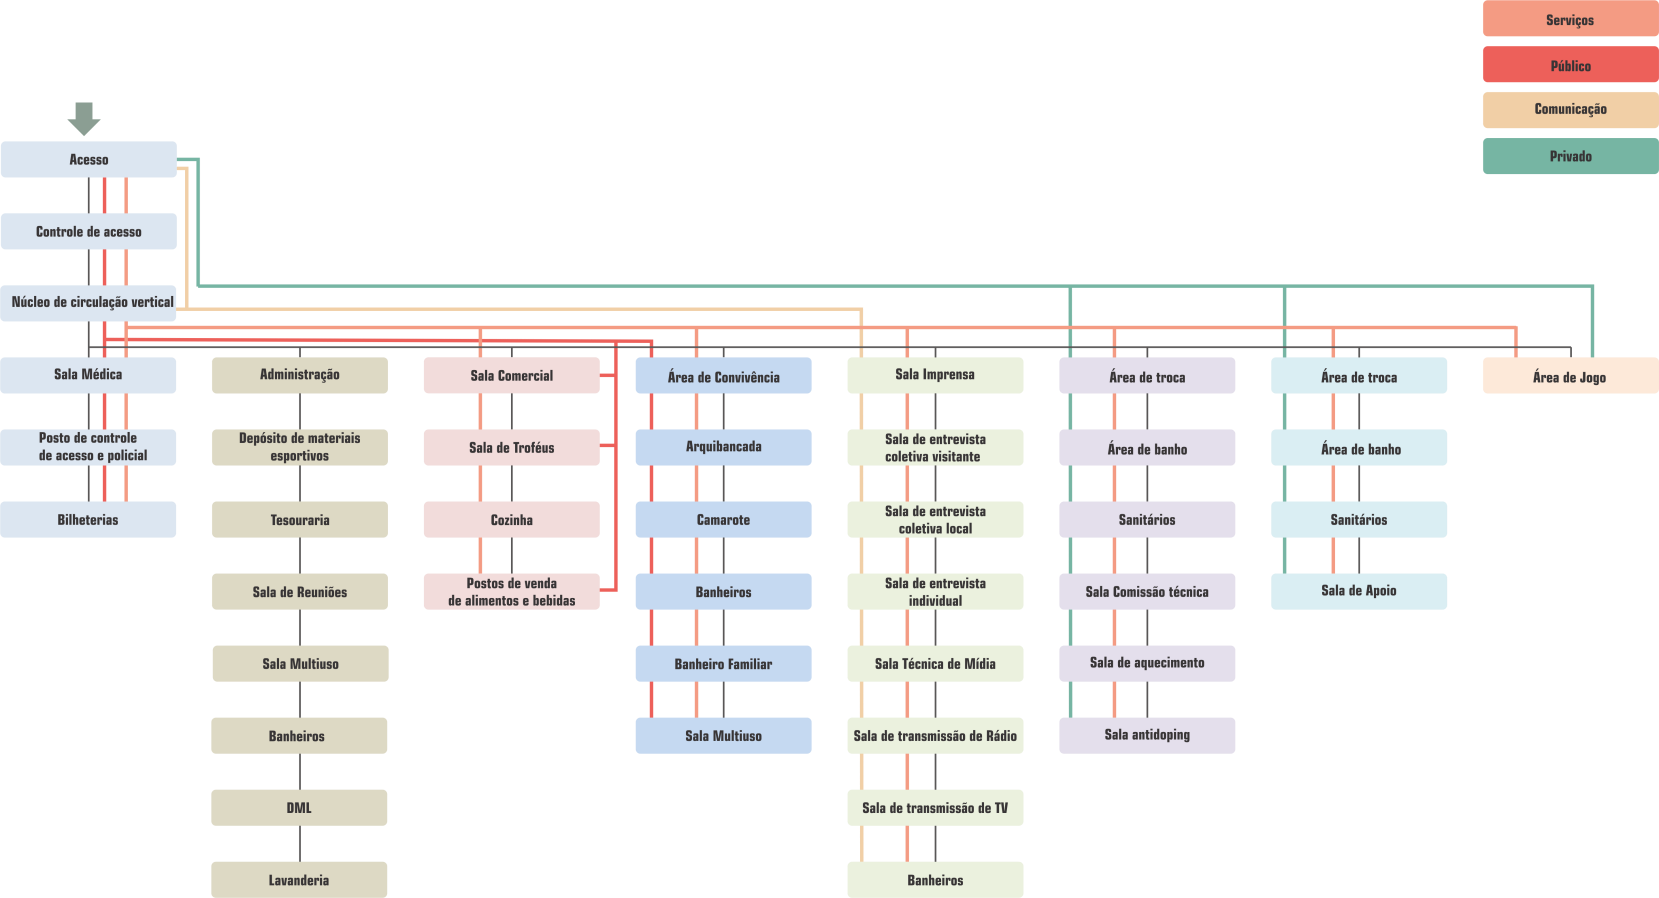 Serviços
Público
Comunicação
Privado
Acesso
Controle de acesso
Núcleo de circulação vertical
Sala Médica
Posto de controle
de acesso e policial
Bilheterias
Administração
Depósito de materiais
esportivos
Tesouraria
Sala de Reuniões
Sala Multiuso
Banheiros
DML
Lavanderia
Sala Comercial
Sala de Troféus
Cozinha
Postos de venda
de alimentos e bebidas
Área de Convivência
Arquibancada
Camarote
Banheiros
Banheiro Familiar
Sala Multiuso
Sala Imprensa
Sala de entrevista
coletiva visitante
Sala de entrevista
coletiva local
Sala de entrevista
individual
Sala Técnica de Mídia
Sala de transmissão de Rádio
Sala de transmissão de TV
Banheiros
Área de troca
Área de banho
Sanitários
Sala Comissão técnica
Sala de aquecimento
Sala antidoping
Área de troca
Área de banho
Sanitários
Sala de Apoio
Área de Jogo